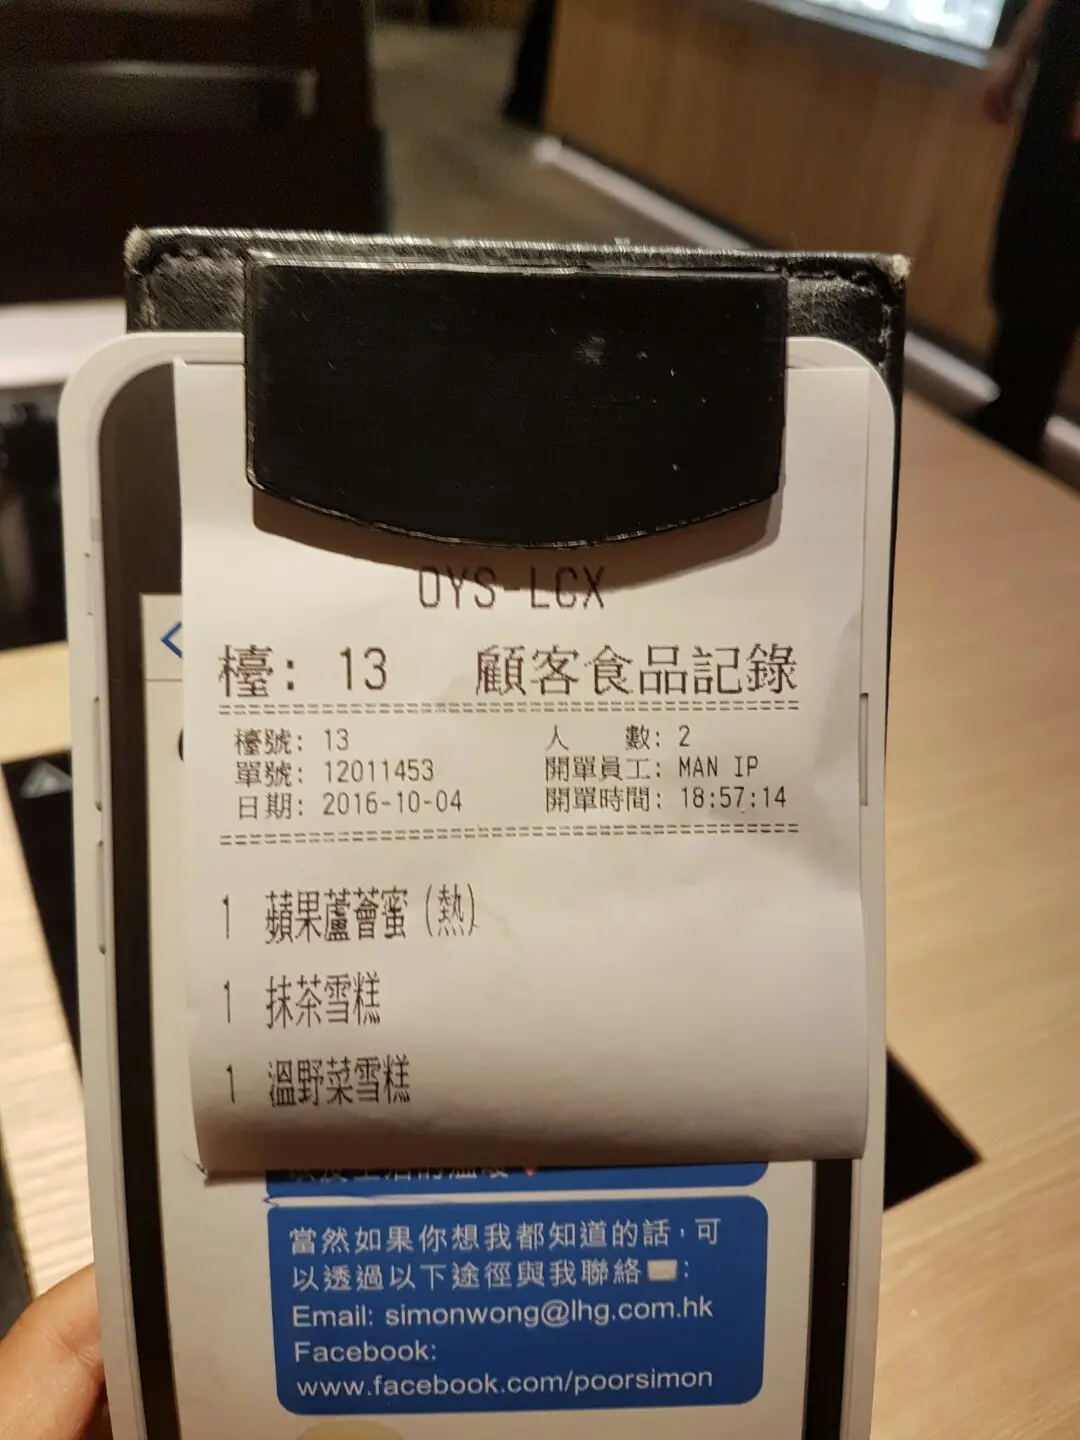 OYS-LCX
檯: 13 顧客食品記錄
檯號: 13 人 數: 2
單號: 12011453 開單員工: MAN IP
日期: 2016-10-04 開單時間: 18:57:14
1 蘋果蘆薈蜜(熱)
1 抹茶雪糕
1 溫野菜雪糕
當然如果你想我都知道的話,可
以透過以下途徑與我聯絡:
Email: simonwong@lhg.com.hk
Facebook:
www.facebook.com/poorsimon